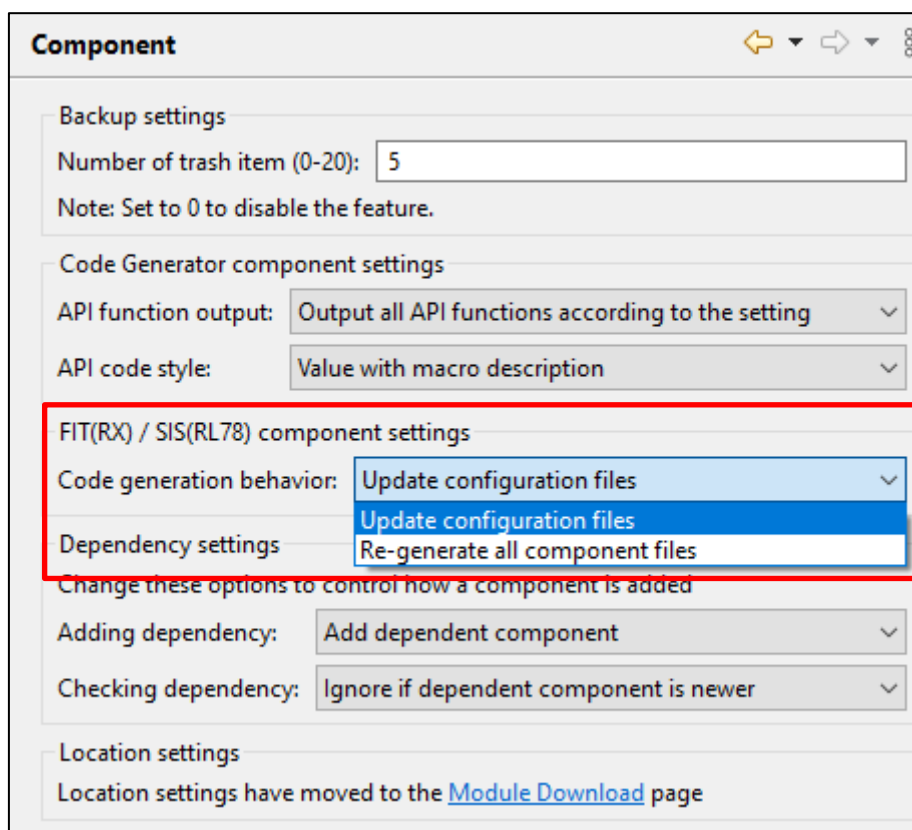 Component
Backup settings
Number of trash item (0-20): 5
Note: Set to 0 to disable the feature.
Code Generator component settings
API function output: Output all API functions according to the setting
API code style: Value with macro description
FIT(RX) / SIS(RL78) component settings
Code generation behavior: Update configuration files
Update configuration files
Dependency settings
Re-generate all component files
Change these options to control how a component is added
Adding dependency: Add dependent component
Checking dependency: Ignore if dependent component is newer
Location settings
Location settings have moved to the Module Download page